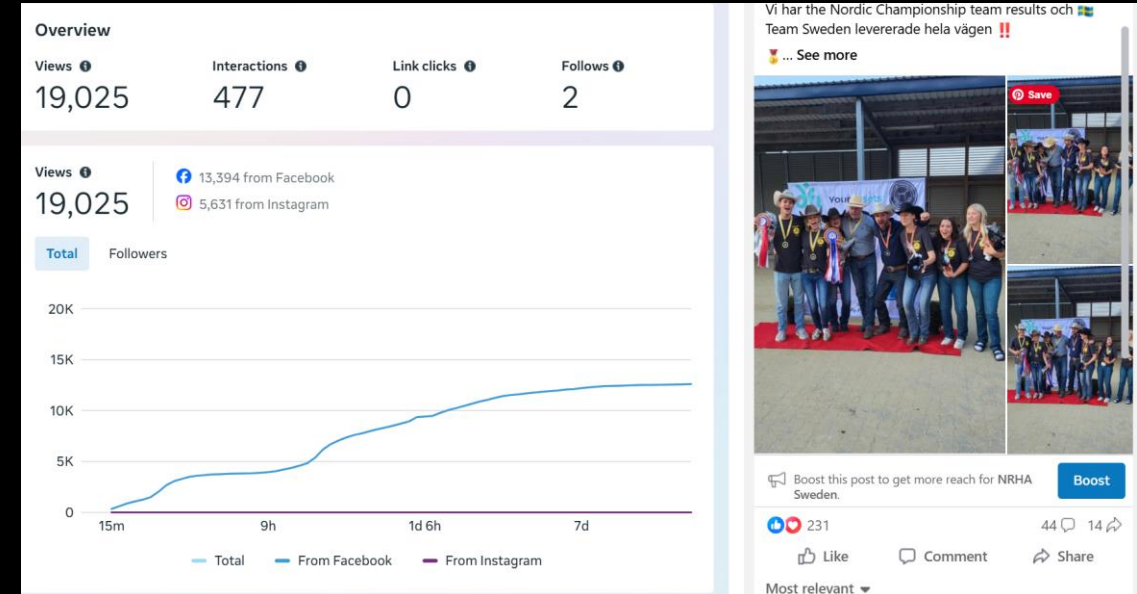 Overview
Views
Interactions
Link clicks
Follows
19,025
477
0
2
Views
19,025
13,394 from Facebook
5,631 from Instagram
Total
Followers
20K
15K
10K
5K
0
15m
9h
1d 6h
7d
Total
From Facebook
From Instagram
Vi har the Nordic Championship team results och 🇸🇪
Team Sweden levererade hela vägen ‼️
🏅... See more
Save
Boost this post to get more reach for NRHA
Sweden.
Boost
231
44
14
Like
Comment
Share
Most relevant